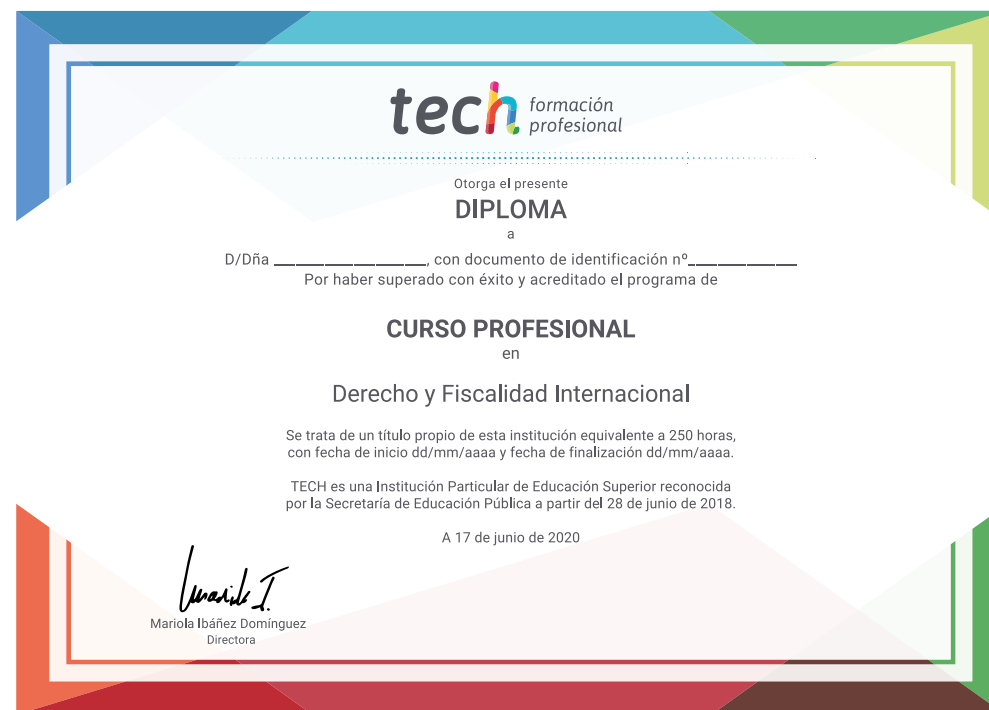 tech formación
profesional
Otorga el presente
DIPLOMA
a
D/Dña ______________, con documento de identificación nº__________
Por haber superado con éxito y acreditado el programa de
CURSO PROFESIONAL
en
Derecho y Fiscalidad Internacional
Se trata de un título propio de esta institución equivalente a 250 horas,
con fecha de inicio dd/mm/aaaa y fecha de finalización dd/mm/aaaa.
TECH es una Institución Particular de Educación Superior reconocida
por la Secretaría de Educación Pública a partir del 28 de junio de 2018.
A 17 de junio de 2020
Mariola I.
Mariola Ibáñez Domínguez
Directora